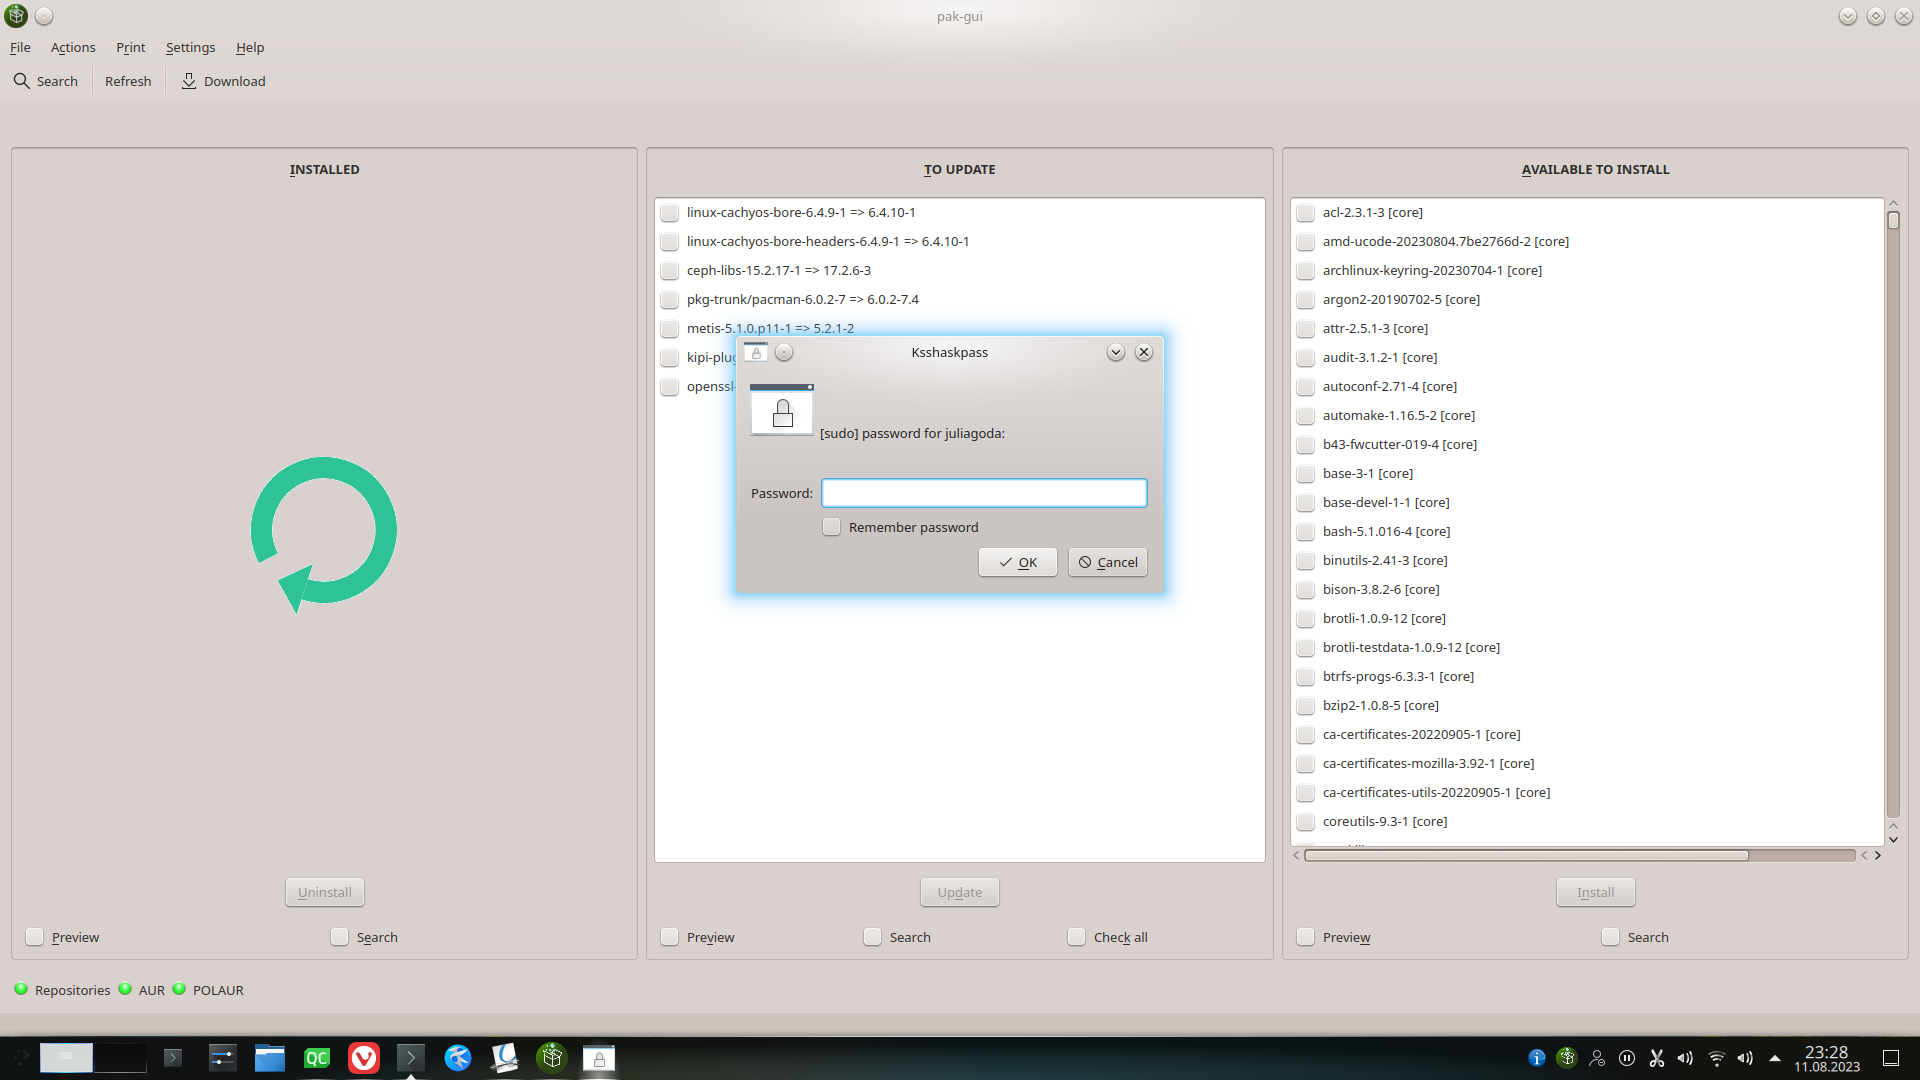 pak-gui
File Actions Print Settings Help
Search Refresh Download
INSTALLED
Uninstall
Preview Search
TO UPDATE
linux-cachyos-bore-6.4.9-1 => 6.4.10-1
linux-cachyos-bore-headers-6.4.9-1 => 6.4.10-1
ceph-libs-15.2.17-1 => 17.2.6-3
pkg-trunk/pacman-6.0.2-7 => 6.0.2-7.4
metis-5.1.0.p11-1 => 5.2.1-2
kipi-plug
openssl-
Update
Preview Search Check all
Ksshaskpass
[sudo] password for juliagoda:
Password:
Remember password
OK Cancel
AVAILABLE TO INSTALL
acl-2.3.1-3 [core]
amd-ucode-20230804.7be2766d-2 [core]
archlinux-keyring-20230704-1 [core]
argon2-20190702-5 [core]
attr-2.5.1-3 [core]
audit-3.1.2-1 [core]
autoconf-2.71-4 [core]
automake-1.16.5-2 [core]
b43-fwcutter-019-4 [core]
base-3-1 [core]
base-devel-1-1 [core]
bash-5.1.016-4 [core]
binutils-2.41-3 [core]
bison-3.8.2-6 [core]
brotli-1.0.9-12 [core]
brotli-testdata-1.0.9-12 [core]
btrfs-progs-6.3.3-1 [core]
bzip2-1.0.8-5 [core]
ca-certificates-20220905-1 [core]
ca-certificates-mozilla-3.92-1 [core]
ca-certificates-utils-20220905-1 [core]
coreutils-9.3-1 [core]
Install
Preview Search
Repositories AUR POLAUR
QC
23:28
11.08.2023